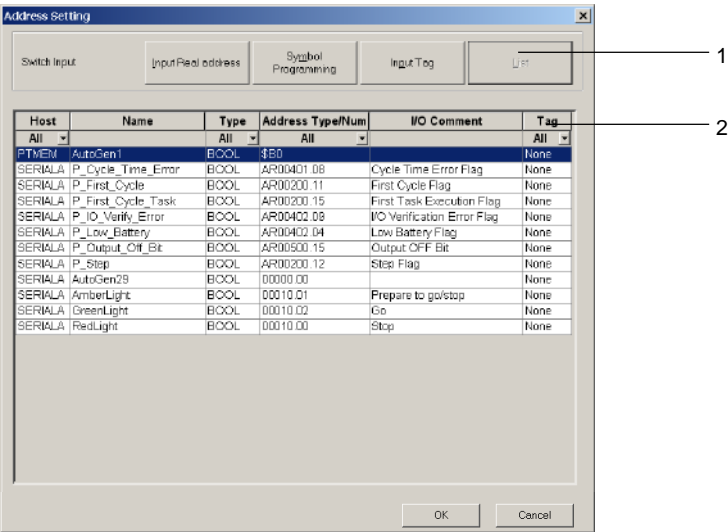 Address Setting
Switch Input
Input Real address
Symbol
Programming
Input Tag
List
1
Host Name Type Address Type/Num I/O Comment Tag
2
All All All All
PTMEM AutoGen1 BOOL $B0 None
SERIALA P_Cycle_Time_Error BOOL AR00401.08 Cycle Time Error Flag None
SERIALA P_First_Cycle BOOL AR00200.11 First Cycle Flag None
SERIALA P_First_Cycle_Task BOOL AR00200.15 First Task Execution Flag None
SERIALA P_IO_Verify_Error BOOL AR00402.09 I/O Verification Error Flag None
SERIALA P_Low_Battery BOOL AR00402.04 Low Battery Flag None
SERIALA P_Output_Off_Bit BOOL AR00500.15 Output OFF Bit None
SERIALA P_Step BOOL AR00200.12 Step Flag None
SERIALA AutoGen29 BOOL 00000.00 None
SERIALA AmberLight BOOL 00010.01 Prepare to go/stop None
SERIALA GreenLight BOOL 00010.02 Go None
SERIALA RedLight BOOL 00010.00 Stop None
OK Cancel